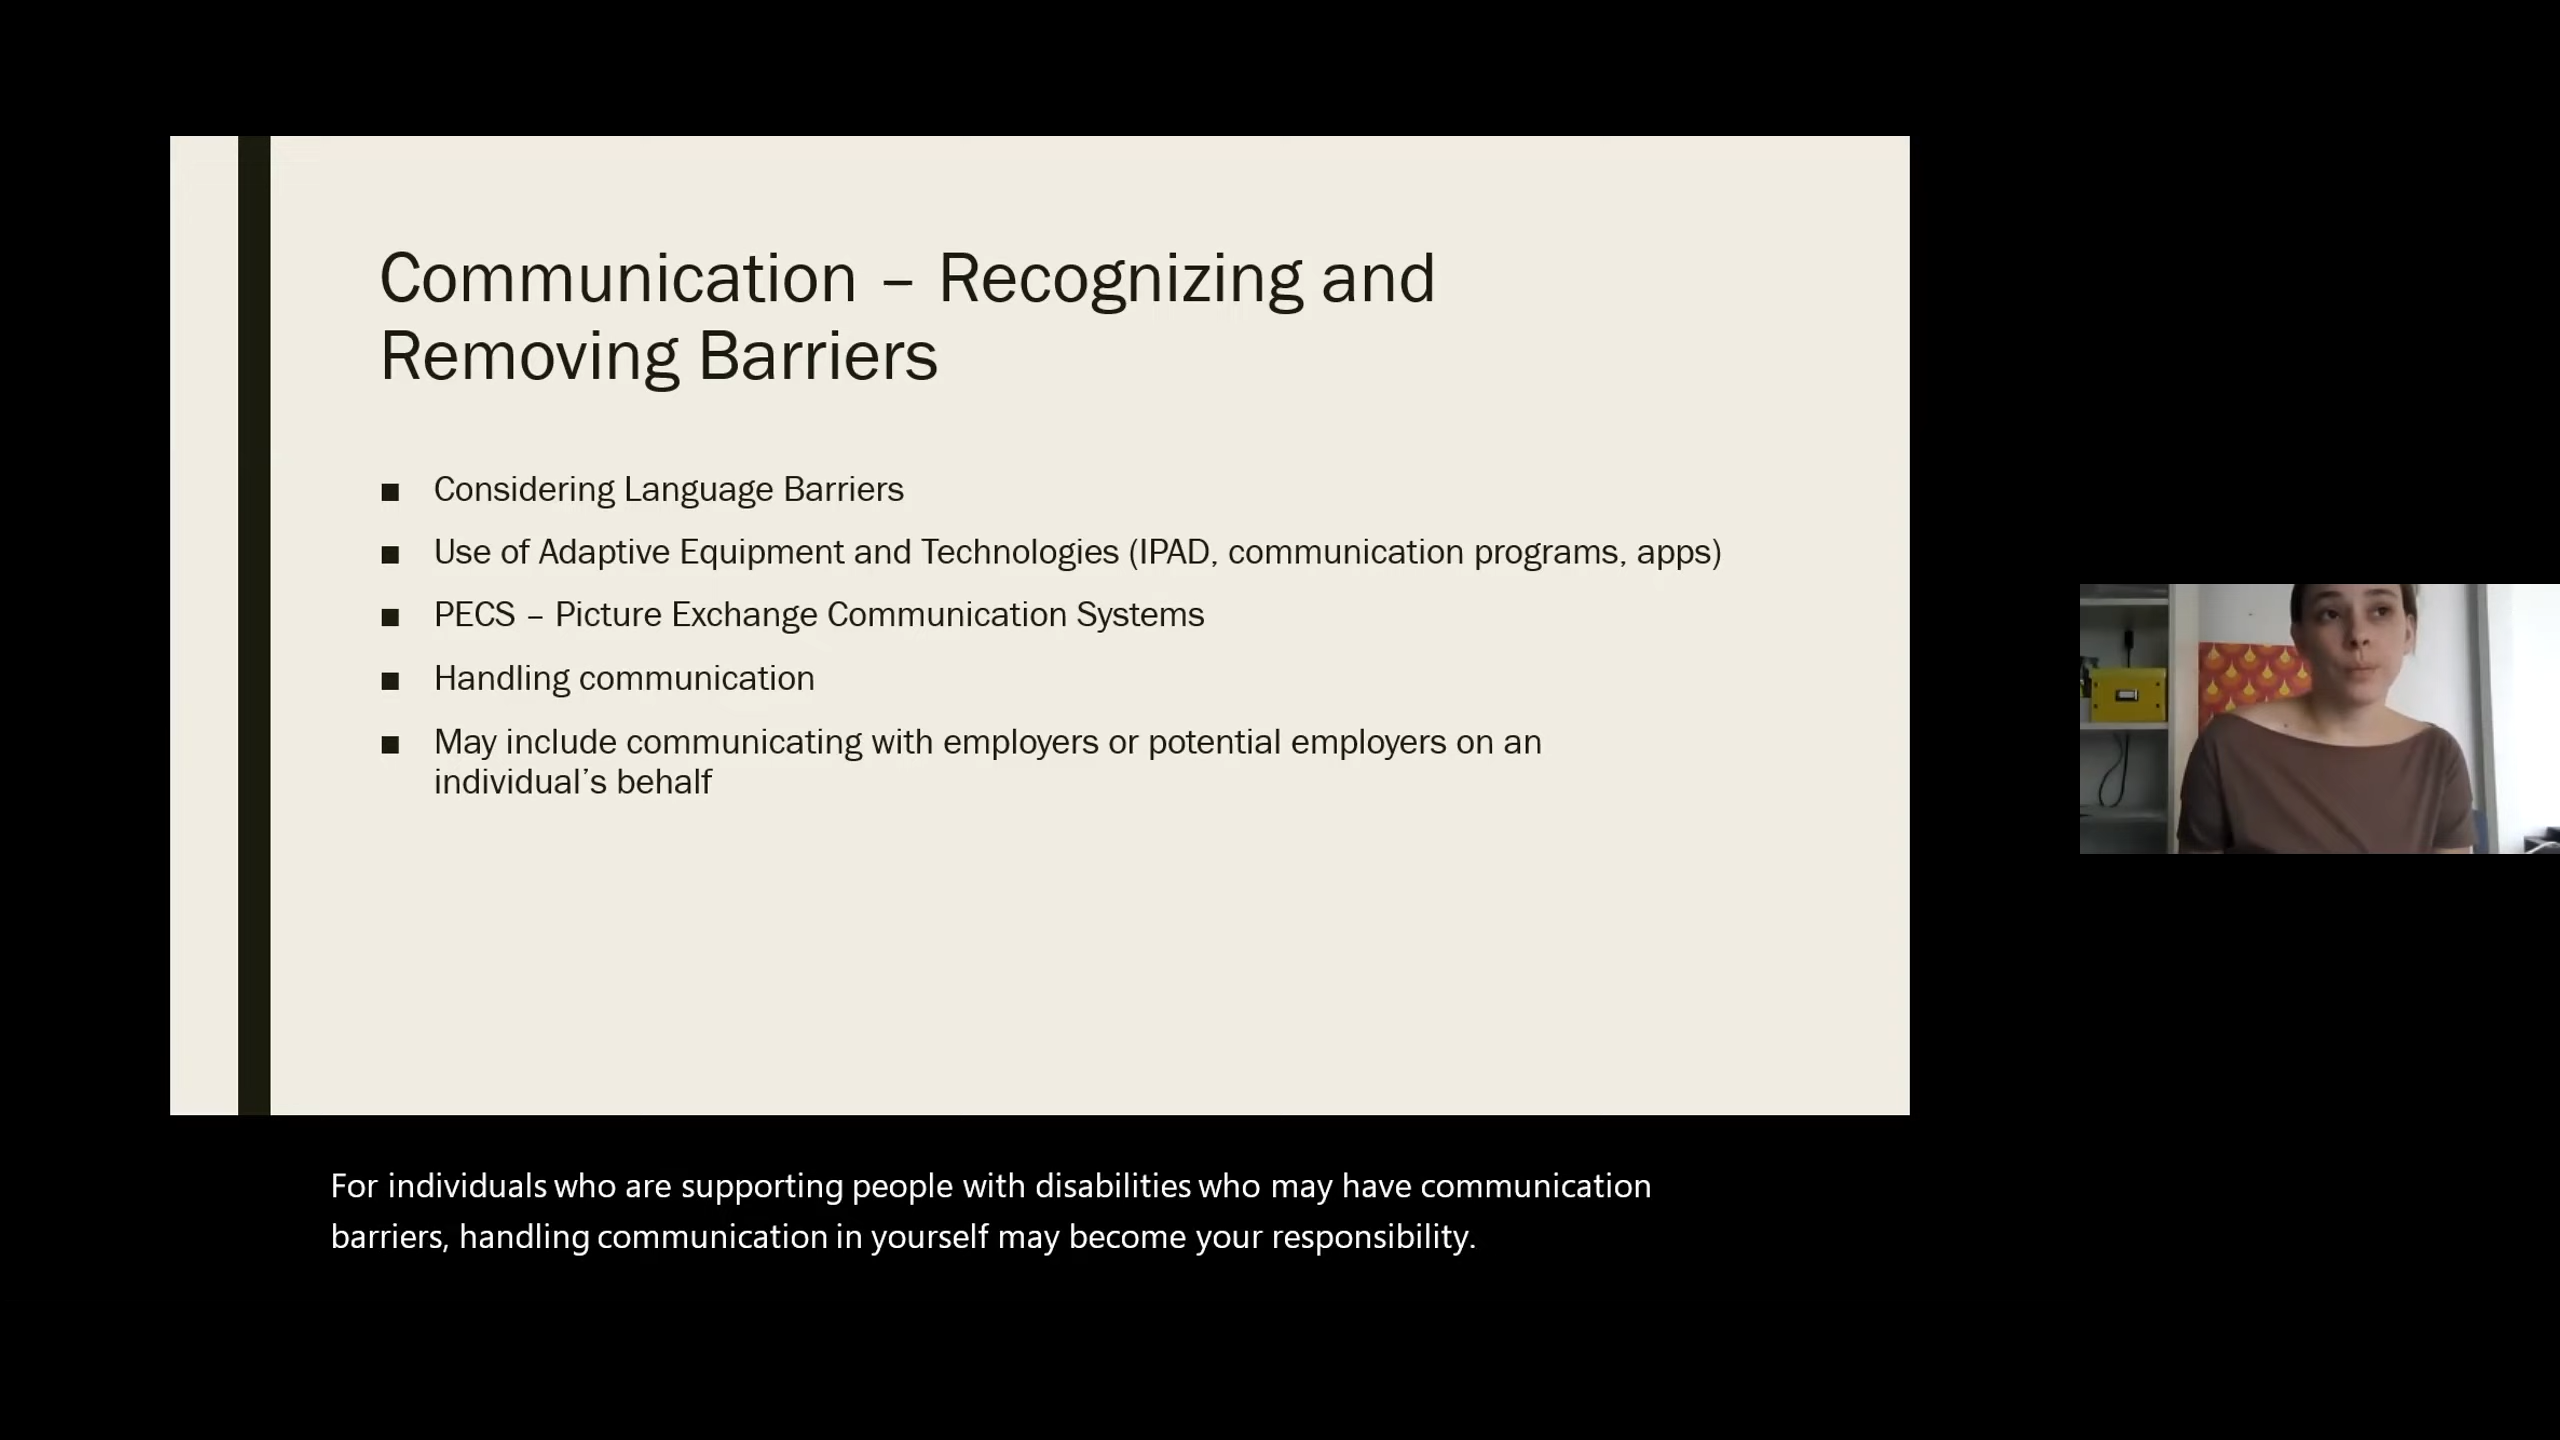 Communication – Recognizing and
Removing Barriers
■ Considering Language Barriers
■ Use of Adaptive Equipment and Technologies (IPAD, communication programs, apps)
■ PECS – Picture Exchange Communication Systems
■ Handling communication
■ May include communicating with employers or potential employers on an
individual’s behalf
For individuals who are supporting people with disabilities who may have communication
barriers, handling communication in yourself may become your responsibility.